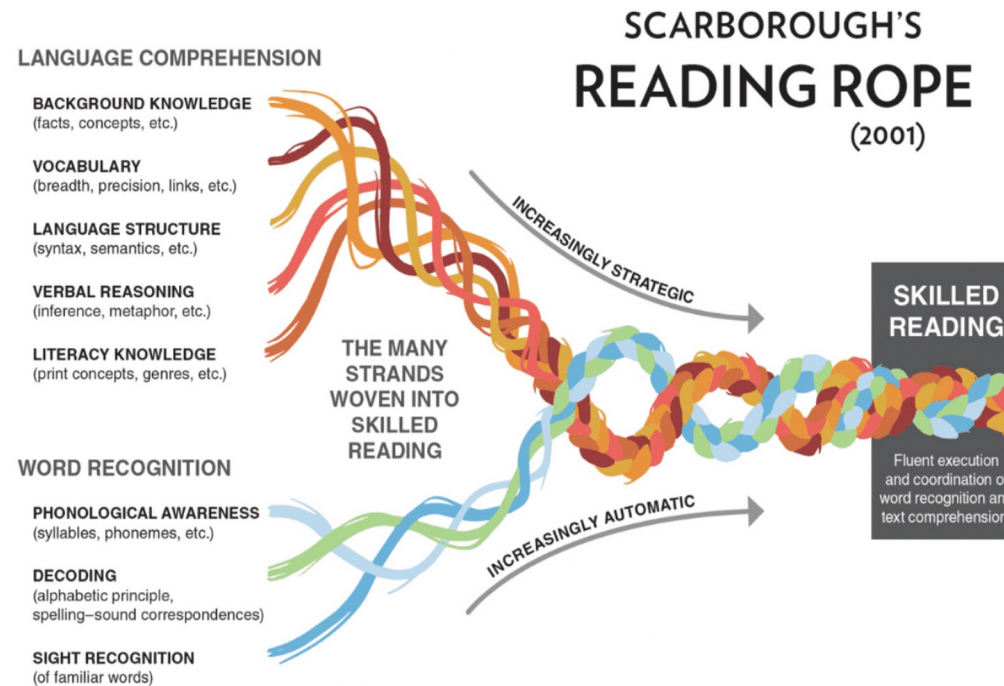 SCARBOROUGH'S
READING ROPE
(2001)
LANGUAGE COMPREHENSION
BACKGROUND KNOWLEDGE
(facts, concepts, etc.)
VOCABULARY
(breadth, precision, links, etc.)
LANGUAGE STRUCTURE
(syntax, semantics, etc.)
VERBAL REASONING
(inference, metaphor, etc.)
LITERACY KNOWLEDGE
(print concepts, genres, etc.)
THE MANY
STRANDS
WOVEN INTO
SKILLED
READING
WORD RECOGNITION
PHONOLOGICAL AWARENESS
(syllables, phonemes, etc.)
DECODING
(alphabetic principle,
spelling–sound correspondences)
SIGHT RECOGNITION
(of familiar words)
INCREASINGLY STRATEGIC
INCREASINGLY AUTOMATIC
SKILLED
READING
Fluent execution
and coordination o
word recognition an
text comprehension